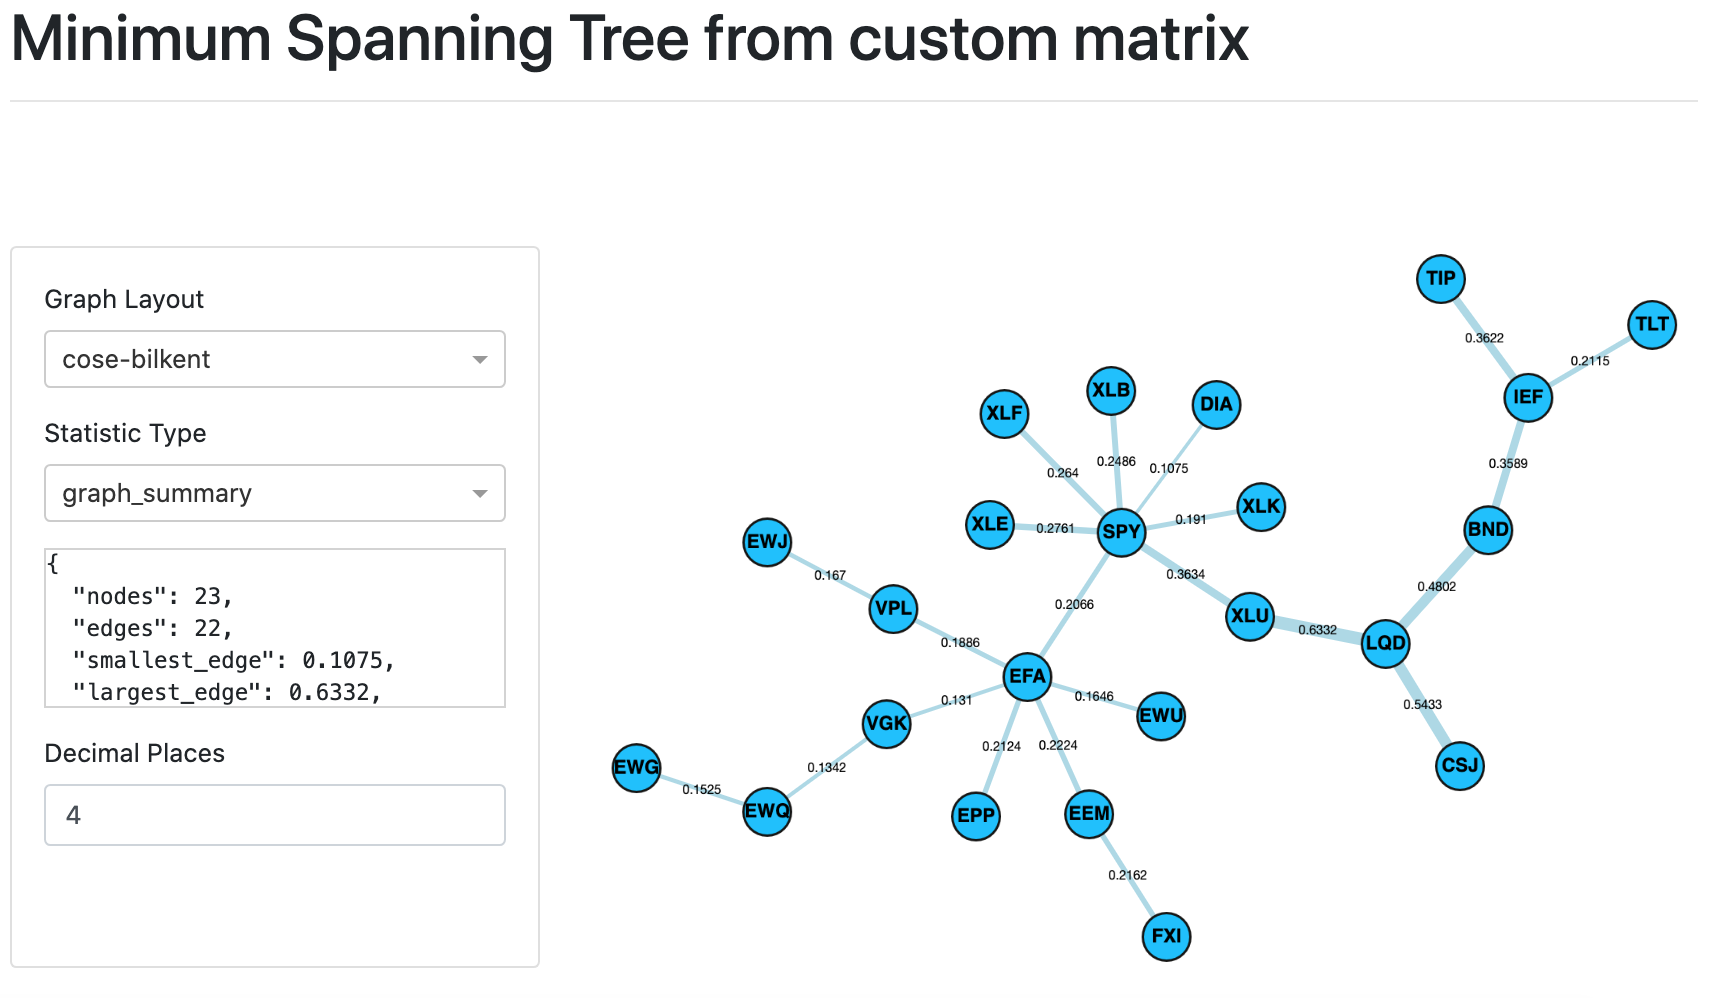 Minimum Spanning Tree from custom matrix
Graph Layout
cose-bilkent
Statistic Type
graph_summary
{
"nodes": 23,
"edges": 22,
"smallest_edge": 0.1075,
"largest_edge": 0.6332,
Decimal Places
4
TIP
TLT
0.3622
0.2115
IEF
XLB
DIA
XLF
0.3589
0.264
0.2486
0.1075
XLK
XLE
0.2761
SPY
0.191
BND
EWJ
0.167
0.3634
0.4802
VPL
0.2066
XLU
0.6332
LQD
0.1886
EFA
0.131
0.1646
EWU
0.5433
VGK
0.2124
0.2224
EWG
0.1342
CSJ
0.1525
EWQ
EPP
EEM
0.2162
FXI